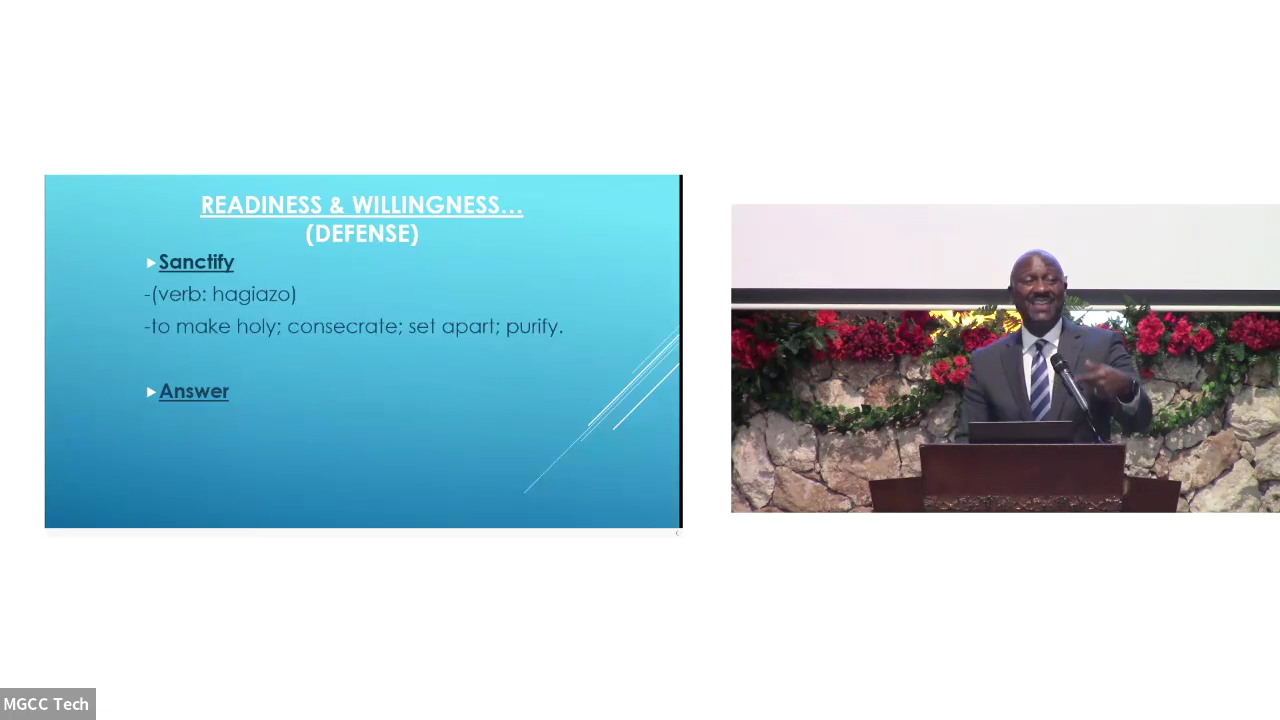 READINESS & WILLINGNESS…
(DEFENSE)
Sanctify
-(verb: hagiazo)
-to make holy; consecrate; set apart; purify.
Answer
MGCC Tech